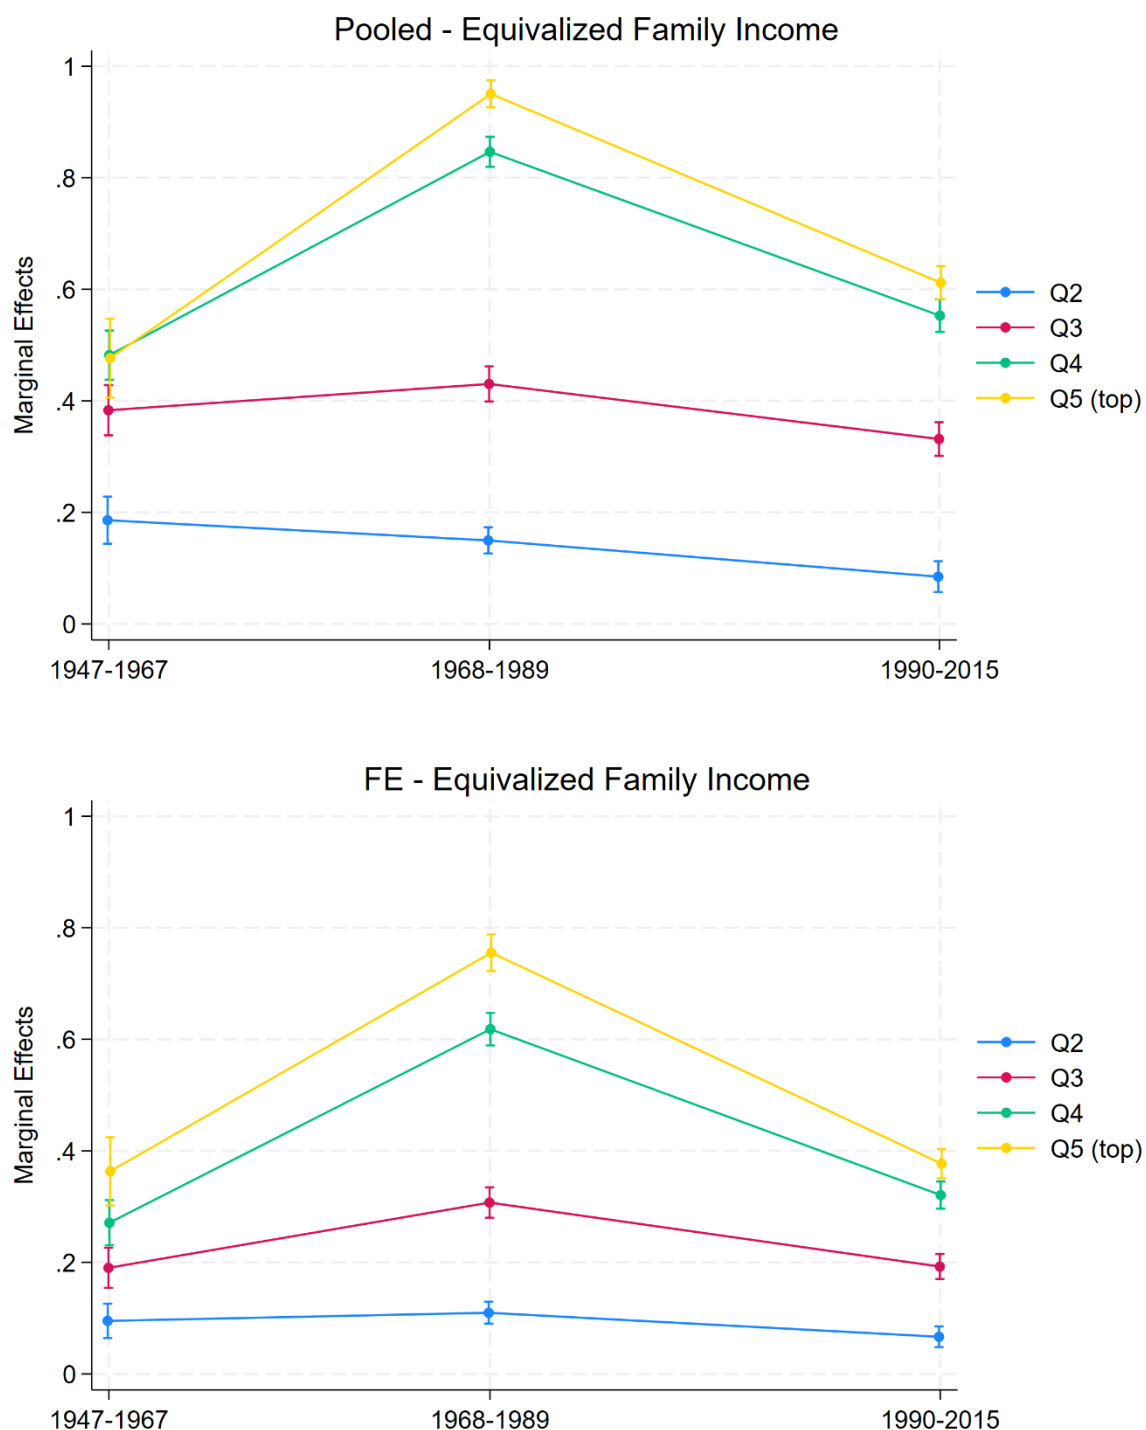 Pooled - Equivalized Family Income
Marginal Effects
1
.8
.6
.4
.2
0
1947-1967 1968-1989 1990-2015
Q2
Q3
Q4
Q5 (top)
FE - Equivalized Family Income
Marginal Effects
1
.8
.6
.4
.2
0
1947-1967 1968-1989 1990-2015
Q2
Q3
Q4
Q5 (top)